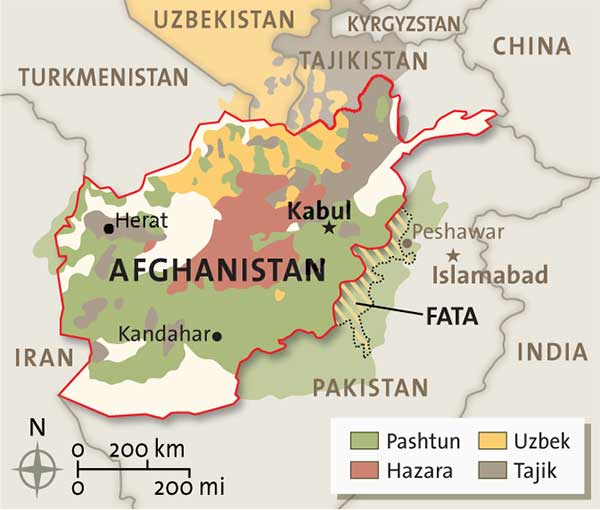 UZBEKISTAN
KYRGYZSTAN
CHINA
TAJIKISTAN
TURKMENISTAN
Kabul
Herat
Peshawar
Islamabad
AFGHANISTAN
FATA
Kandahar
IRAN
INDIA
PAKISTAN
N
0 200 km
0 200 mi
Pashtun
Uzbek
Hazara
Tajik